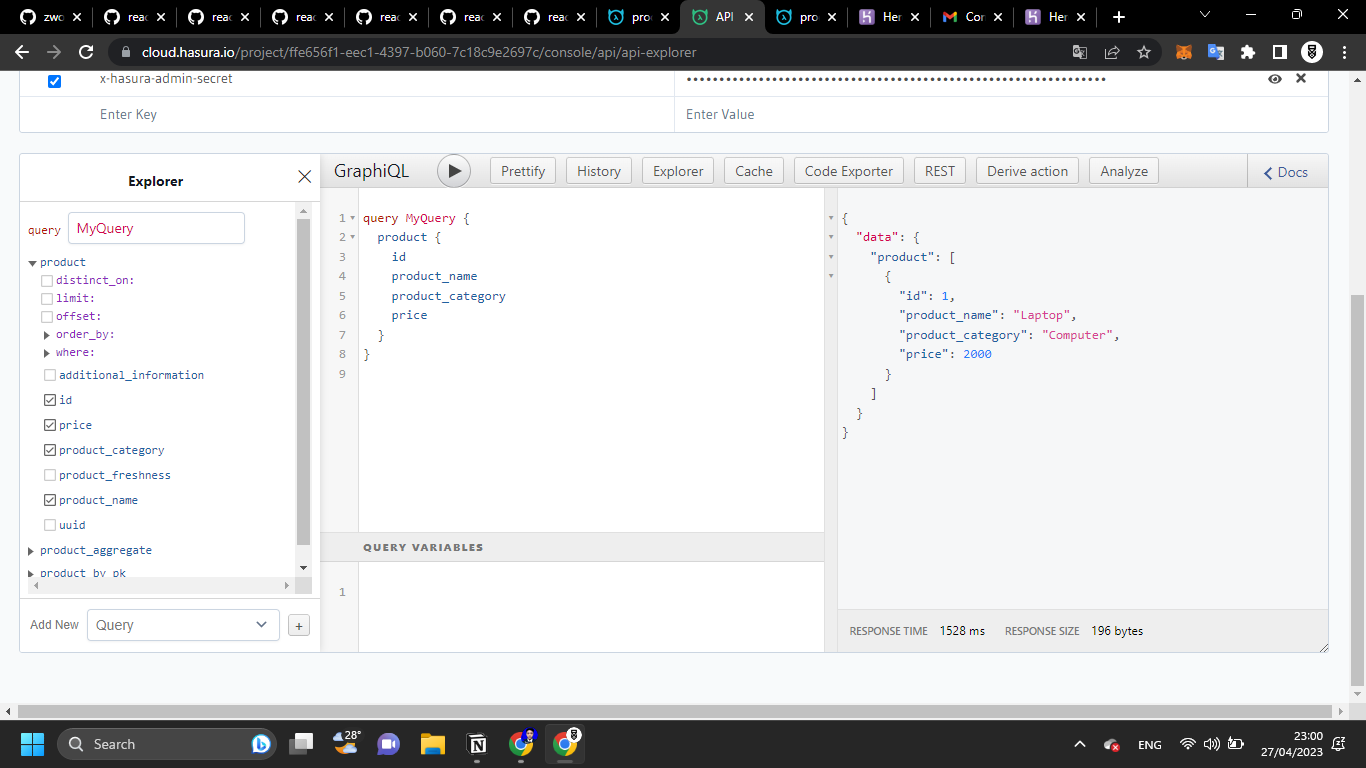 zwo
reac
reac
reac
reac
reac
reac
pro
API
pro
Her
Cor
Her
cloud.hasura.io/project/ffe656f1-eec1-4397-b060-7c18c9e2697c/console/api/api-explorer
x-hasura-admin-secret
Enter Key Enter Value
Explorer
GraphiQL Prettify History Explorer Cache Code Exporter REST Derive action Analyze Docs
query MyQuery
product
distinct_on:
limit:
offset:
order_by:
where:
additional_information
id
price
product_category
product_freshness
product_name
uuid
product_aggregate
product_by_pk
Add New Query +
1 query MyQuery {
2 product {
3 id
4 product_name
5 product_category
6 price
7 }
8 }
9
QUERY VARIABLES
1
{
"data": {
"product": [
{
"id": 1,
"product_name": "Laptop",
"product_category": "Computer",
"price": 2000
}
]
}
}
RESPONSE TIME 1528 ms RESPONSE SIZE 196 bytes
Search
28°
ENG
23:00
27/04/2023